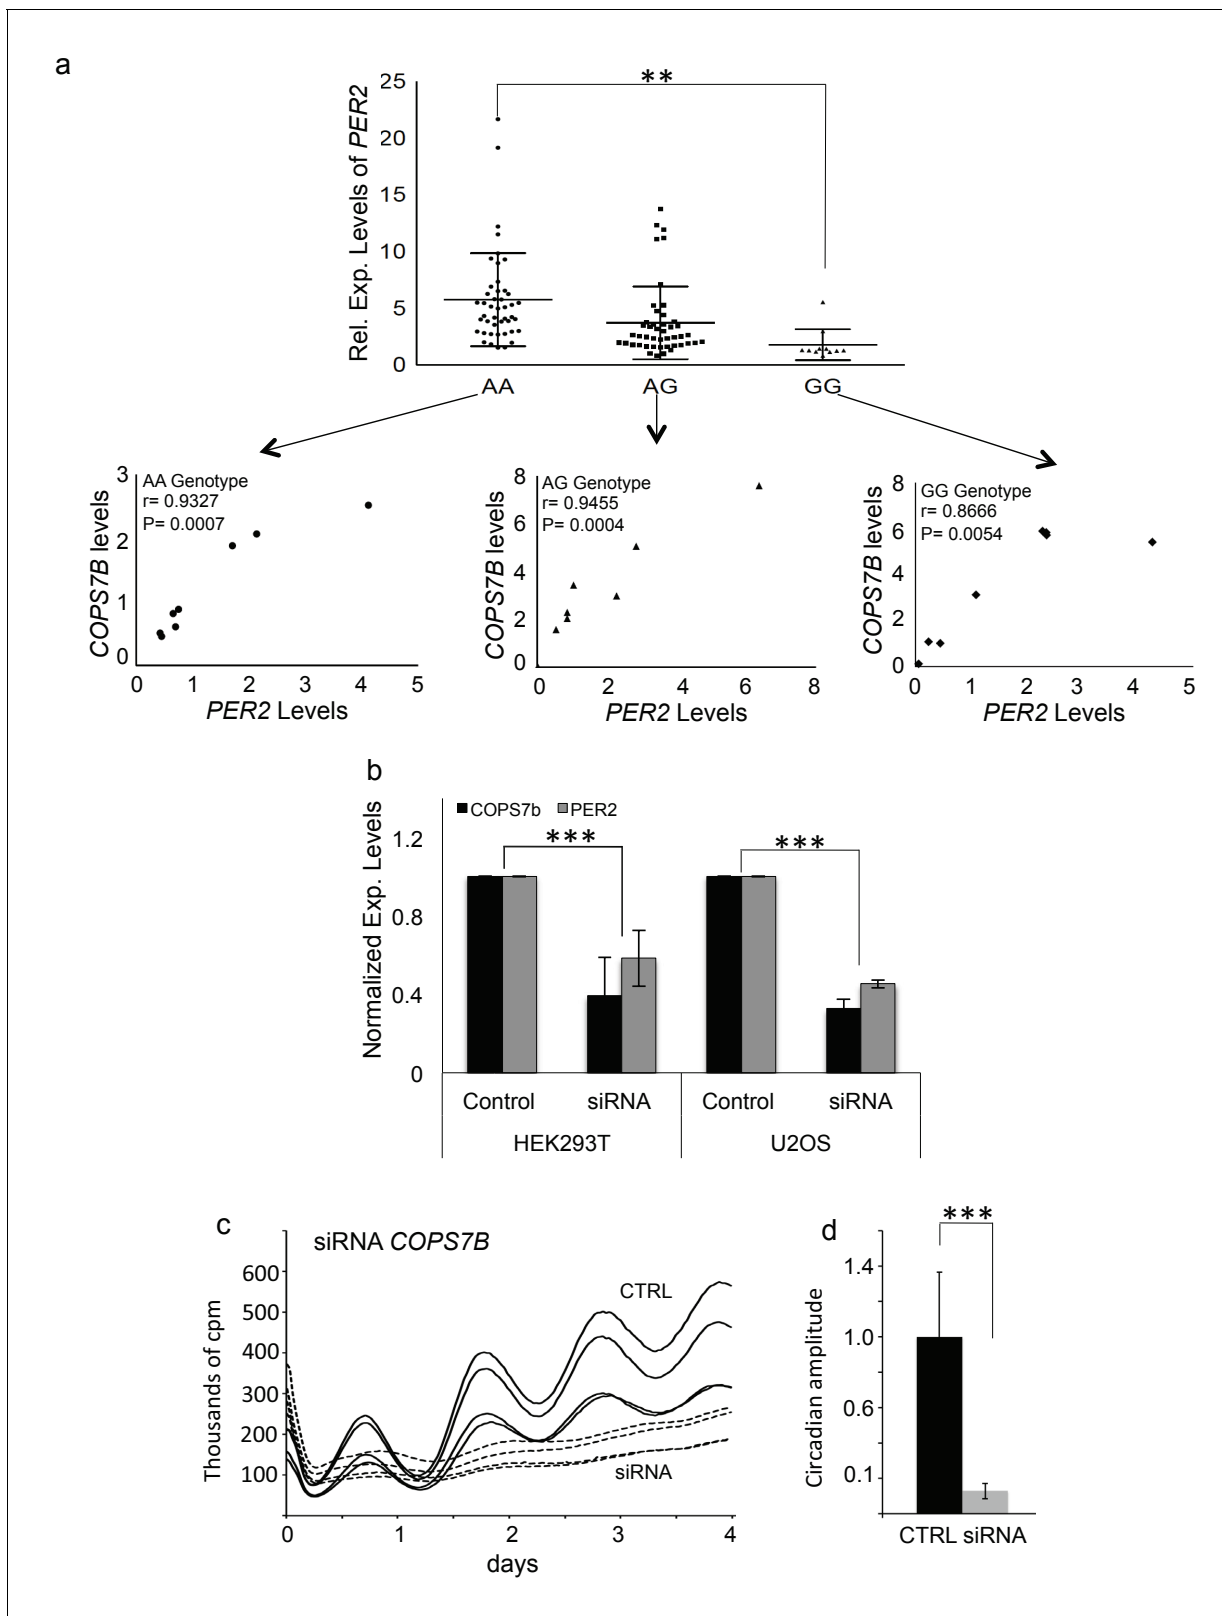 a
**
Rel. Exp. Levels of PER2
25
20
15
10
5
0
AA AG GG
AA Genotype
r= 0.9327
P= 0.0007
COPS7B levels
3
2
1
0
0 1 2 3 4 5
PER2 Levels
AG Genotype
r= 0.9455
P= 0.0004
COPS7B levels
8
6
4
2
0
0 2 4 6 8
PER2 Levels
GG Genotype
r= 0.8666
P= 0.0054
COPS7B levels
8
6
4
2
0
0 1 2 3 4 5
PER2 Levels
b
COPS7b PER2
Normalized Exp. Levels
1.2
0.8
0.4
0
***
***
Control siRNA Control siRNA
HEK293T U2OS
c
siRNA COPS7B
Thousands of cpm
600
500
400
300
200
100
CTRL
siRNA
0 1 2 3 4
days
d
***
Circadian amplitude
1.4
1.0
0.6
0.1
CTRL siRNA